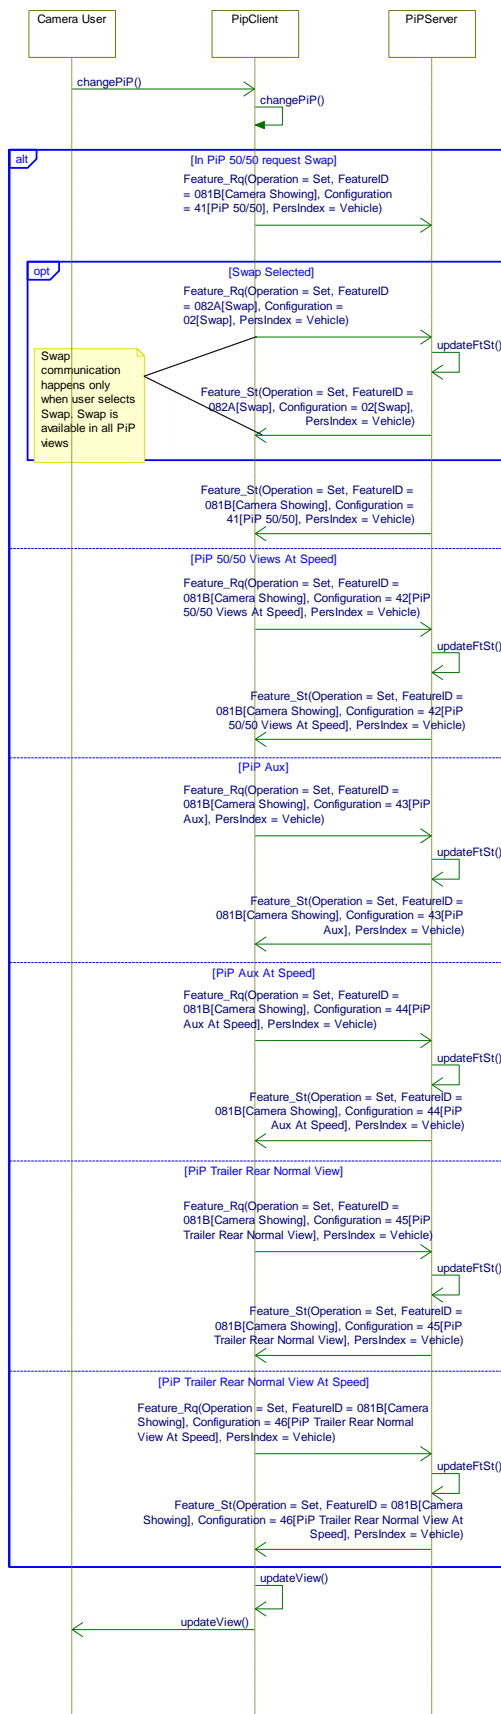 Camera User
PipClient
PiPServer
changePiP()
changePiP()
alt
[In PiP 50/50 request Swap]
Feature_Rq(Operation = Set, FeatureID
= 081B[Camera Showing], Configuration
= 41[PiP 50/50], PersIndex = Vehicle)
opt
[Swap Selected]
Feature_Rq(Operation = Set, FeatureID
= 082A[Swap], Configuration =
02[Swap], PersIndex = Vehicle)
updateFtSt()
Swap
communication
happens only
when user selects
Swap. Swap is
available in all PiP
views
Feature_St(Operation = Set, FeatureID =
082A[Swap], Configuration = 02[Swap],
PersIndex = Vehicle)
Feature_St(Operation = Set, FeatureID =
081B[Camera Showing], Configuration =
41[PiP 50/50], PersIndex = Vehicle)
[PiP 50/50 Views At Speed]
Feature_Rq(Operation = Set, FeatureID =
081B[Camera Showing], Configuration = 42[PiP
50/50 Views At Speed], PersIndex = Vehicle)
updateFtSt()
Feature_St(Operation = Set, FeatureID =
081B[Camera Showing], Configuration = 42[PiP
50/50 Views At Speed], PersIndex = Vehicle)
[PiP Aux]
Feature_Rq(Operation = Set, FeatureID =
081B[Camera Showing], Configuration = 43[PiP
Aux], PersIndex = Vehicle)
updateFtSt()
Feature_St(Operation = Set, FeatureID =
081B[Camera Showing], Configuration = 43[PiP
Aux], PersIndex = Vehicle)
[PiP Aux At Speed]
Feature_Rq(Operation = Set, FeatureID =
081B[Camera Showing], Configuration = 44[PiP
Aux At Speed], PersIndex = Vehicle)
updateFtSt()
Feature_St(Operation = Set, FeatureID =
081B[Camera Showing], Configuration = 44[PiP
Aux At Speed], PersIndex = Vehicle)
[PiP Trailer Rear Normal View]
Feature_Rq(Operation = Set, FeatureID =
081B[Camera Showing], Configuration = 45[PiP
Trailer Rear Normal View], PersIndex = Vehicle)
updateFtSt()
Feature_St(Operation = Set, FeatureID =
081B[Camera Showing], Configuration = 45[PiP
Trailer Rear Normal View], PersIndex = Vehicle)
[PiP Trailer Rear Normal View At Speed]
Feature_Rq(Operation = Set, FeatureID = 081B[Camera
Showing], Configuration = 46[PiP Trailer Rear Normal
View At Speed], PersIndex = Vehicle)
updateFtSt()
Feature_St(Operation = Set, FeatureID = 081B[Camera
Showing], Configuration = 46[PiP Trailer Rear Normal View At
Speed], PersIndex = Vehicle)
updateView()
updateView()